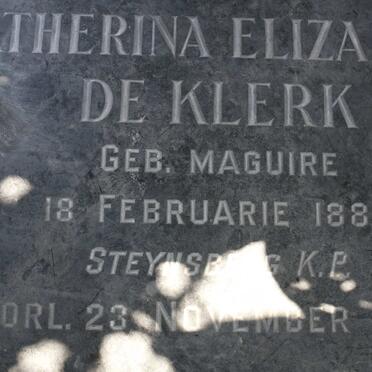 THERINA ELIZA
DE KLERK
GEB. MAGUIRE
18 FEBRUARIE 188
STEYNSBURG K.P.
ORL. 23 NOVEMBER